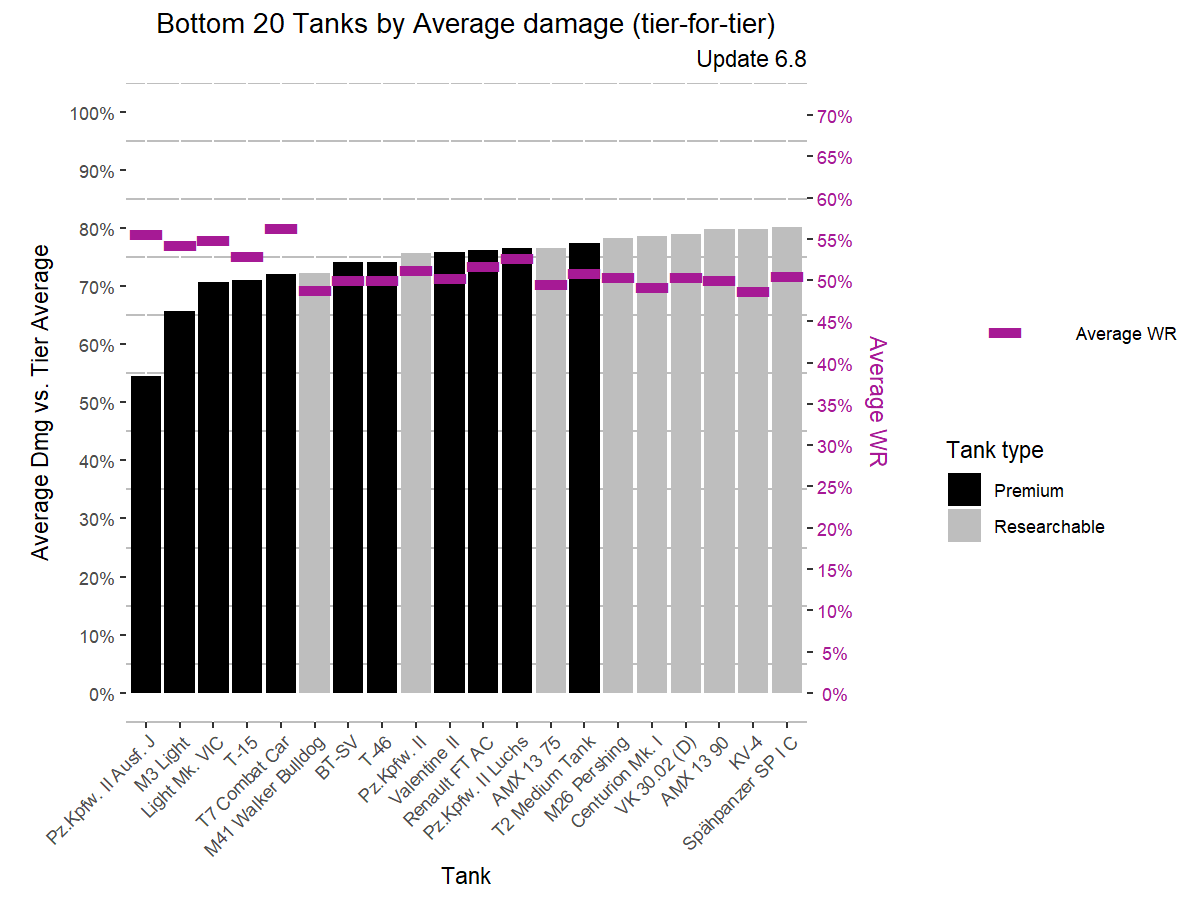 Bottom 20 Tanks by Average damage (tier-for-tier)
Update 6.8
Average Dmg vs. Tier Average
100%
90%
80%
70%
60%
50%
40%
30%
20%
10%
0%
70%
65%
60%
55%
50%
45%
40%
35%
30%
25%
20%
15%
10%
5%
0%
Average WR
Pz.Kpfw. II Ausf. J
M3 Light
Light Mk. VIC
T-15
T7 Combat Car
M41 Walker Bulldog
BT-SV
T-46
Pz.Kpfw. II
Valentine II
Renault FT AC
Pz.Kpfw. II Luchs
AMX 13 75
T2 Medium Tank
M26 Pershing
Centurion Mk. I
VK 30.02 (D)
AMX 13 90
KV-4
Spähpanzer SP I C
Tank
Average WR
Tank type
Premium
Researchable